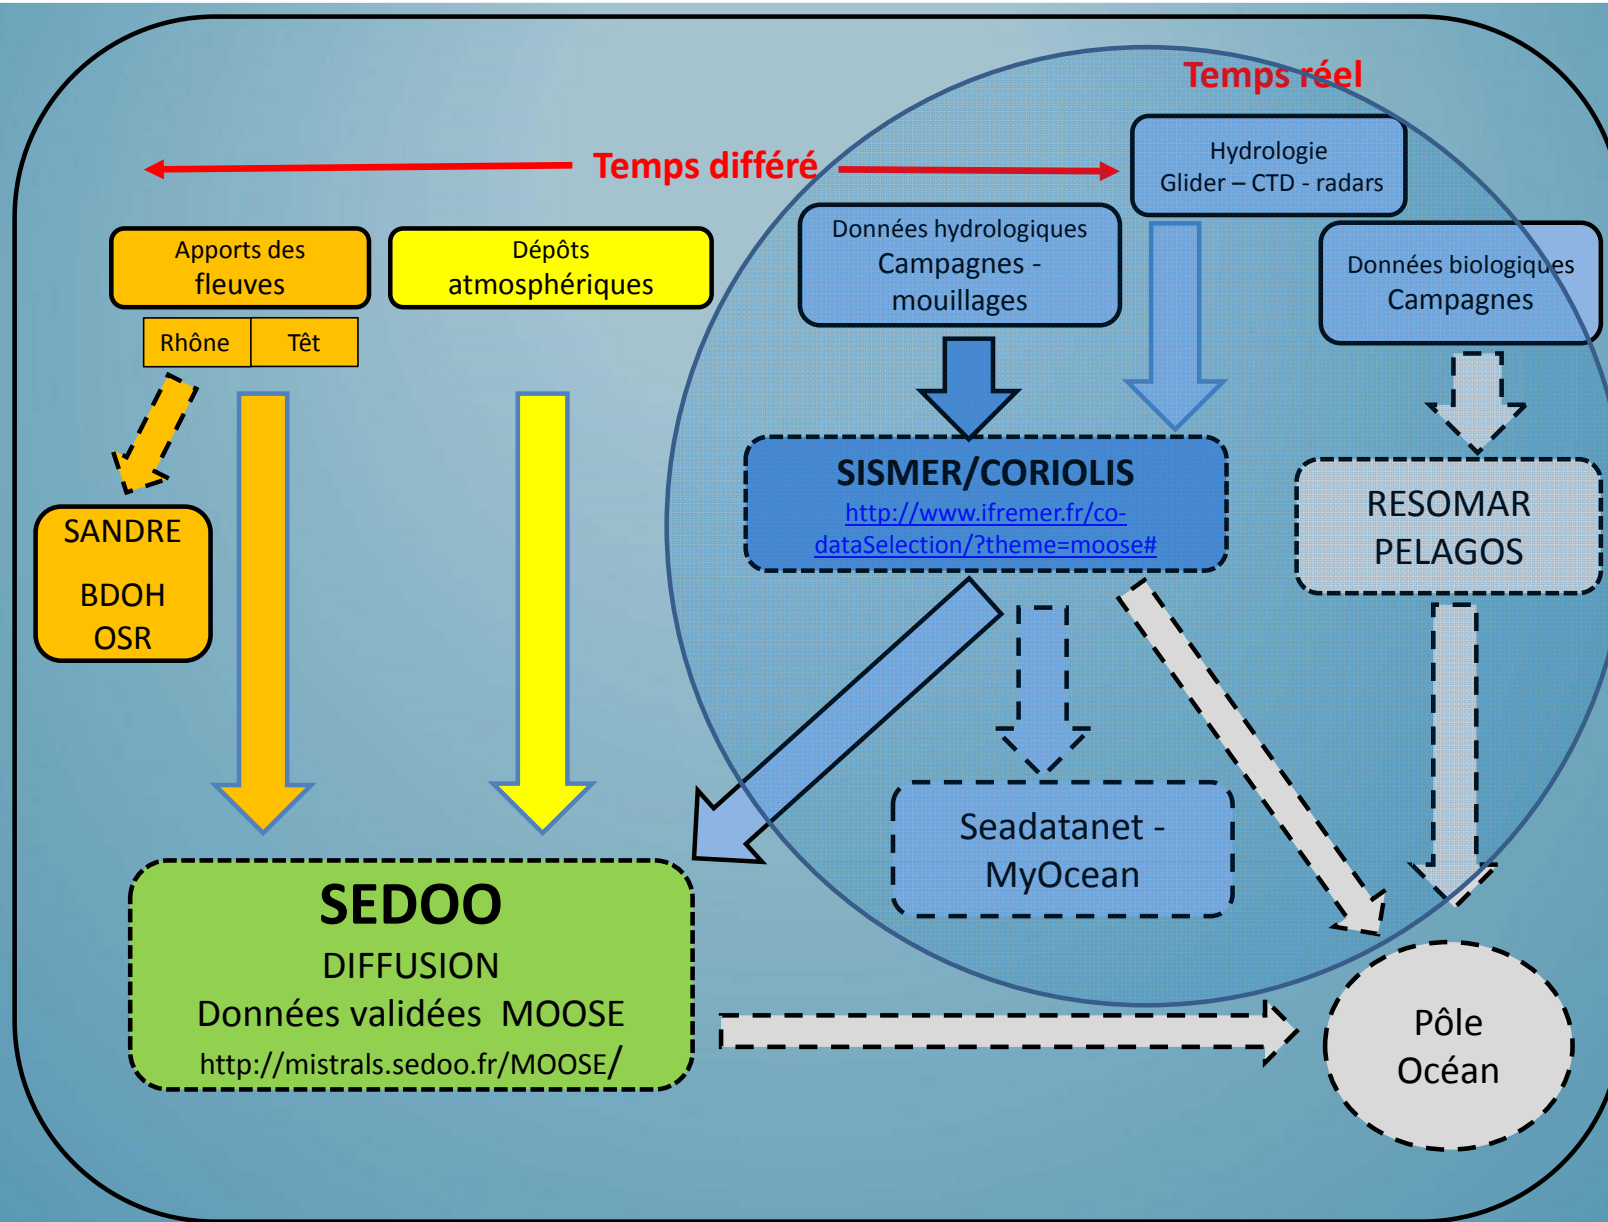 Temps réel
Temps différé
Hydrologie
Glider – CTD - radars
Apports des
fleuves
Rhône
Têt
Dépôts
atmosphériques
Données hydrologiques
Campagnes -
mouillages
Données biologiques
Campagnes
SANDRE
BDOH
OSR
SISMER/CORIOLIS
http://www.ifremer.fr/co-
dataSelection/?theme=moose#
RESOMAR
PELAGOS
Seadatanet -
MyOcean
SEDOO
DIFFUSION
Données validées MOOSE
http://mistrals.sedoo.fr/MOOSE/
Pôle
Océan